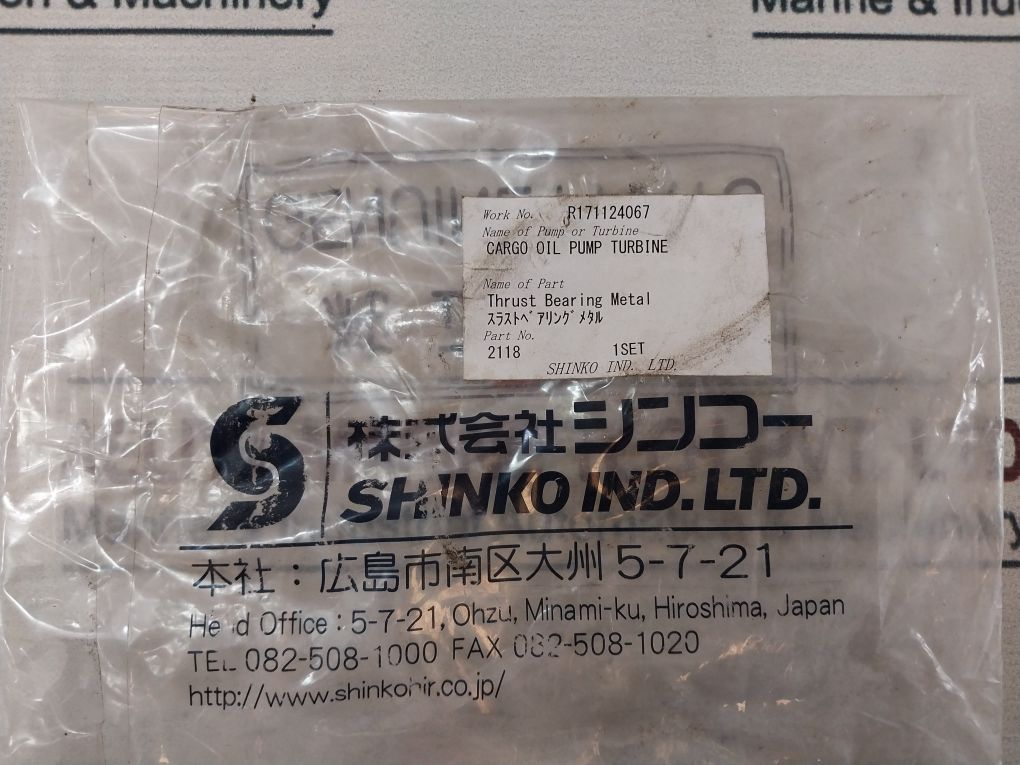 & Machinery
Marine &
Work No. R171124067
Name of Pump or Turbine
CARGO OIL PUMP TURBINE
Name of Part
Thrust Bearing Metal
ｽﾗｽﾄﾍﾞｱﾘﾝｸﾞﾒﾀﾙ
Part No.
2118 1SET
SHINKO IND. LTD.
株式会社シンコー
SHINKO IND. LTD.
本社：広島市南区大州5-7-21
Head Office : 5-7-21, Ohzu, Minami-ku, Hiroshima, Japan
TEL 082-508-1000 FAX 082-508-1020
http://www.shinkohir.co.jp/